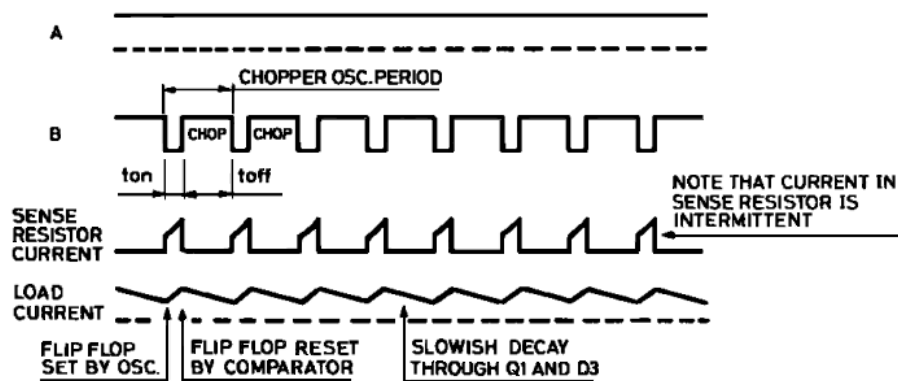 A
CHOPPER OSC. PERIOD
B
CHOP CHOP
ton toff
NOTE THAT CURRENT IN
SENSE RESISTOR IS
INTERMITTENT
SENSE
RESISTOR
CURRENT
LOAD
CURRENT
FLIP FLOP
SET BY OSC.
FLIP FLOP RESET
BY COMPARATOR
SLOWISH DECAY
THROUGH Q1 AND D3